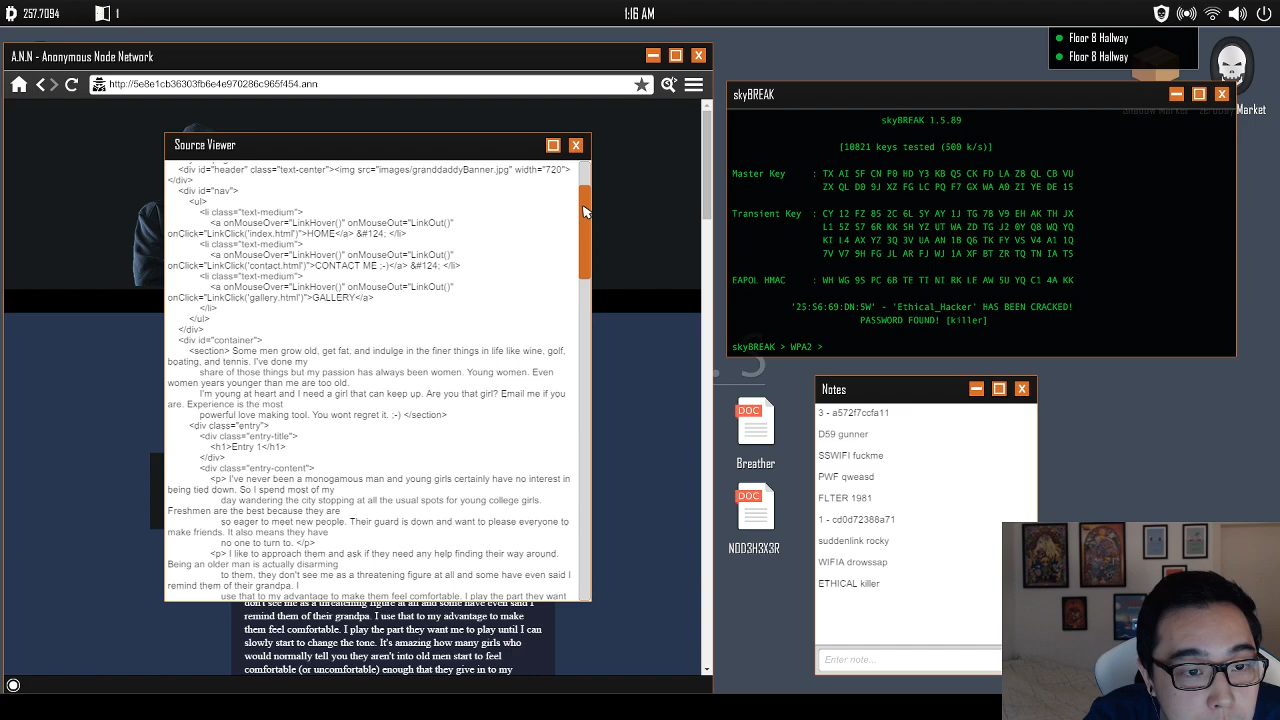 257.7094
1
1:16 AM
Floor 8 Hallway
Floor 8 Hallway
A.N.N - Anonymous Node Network
http://5e8e1cb36303fb6e4e970286c965f454.ann
Source Viewer
<div id="header" class="text-center"><img src="images/granddaddyBanner.jpg" width="720">
</div>
<div id="nav">
<ul>
<li class="text-medium">
<a onMouseOver="LinkHover()" onMouseOut="LinkOut()"
onClick="LinkClick('index.html')">HOME</a> &#124; </li>
<li class="text-medium">
<a onMouseOver="LinkHover()" onMouseOut="LinkOut()"
onClick="LinkClick('contact.html')">CONTACT ME ;-)</a> &#124; </li>
<li class="text-medium">
<a onMouseOver="LinkHover()" onMouseOut="LinkOut()"
onClick="LinkClick('gallery.html')">GALLERY</a>
</li>
</ul>
</div>
<div id="container">
<section> Some men grow old, get fat, and indulge in the finer things in life like wine, golf,
boating, and tennis. I've done my
share of those things but my passion has always been women. Young women. Even
women years younger than me are too old.
I'm young at heart and I need a girl that can keep up. Are you that girl? Email me if you
are. Experience is the most
powerful love making tool. You wont regret it. ;-) </section>
<div class="entry">
<div class="entry-title">
<h1>Entry 1</h1>
</div>
<div class="entry-content">
<p> I've never been a monogamous man and young girls certainly have no interest in
being tied down. So I spend most of my
day wandering the city stopping at all the usual spots for young college girls.
Freshmen are the best because they are
so eager to meet new people. Their guard is down and want to please everyone to
make friends. It also means they have
no one to turn to. </p>
<p> I like to approach them and ask if they need any help finding their way around.
Being an older man is actually disarming
to them, they don't see me as a threatening figure at all and some have even said I
remind them of their grandpa. I
use that to my advantage to make them feel comfortable. I play the part they want
don't see me as a threatening figure at all and some have even said I
remind them of their grandpa. I use that to my advantage to make
them feel comfortable. I play the part they want me to play until I can
slowly start to change the tone. It's amazing how many girls who
would normally tell you they aren't into old men start to feel
comfortable (or uncomfortable) enough that they give in to my
skyBREAK
skyBREAK 1.5.89
[10821 keys tested (500 k/s)]
Master Key : TX AI 5F CN P0 HD Y3 KB Q5 CK FD LA Z8 QL CB VU
ZX QL D0 9J XZ FG LC PQ F7 GX WA A0 ZI YE DE 15
Transient Key : CY 12 FZ 85 2C 6L 5Y AY 1J TG 78 V9 EH AK TH JX
L1 5Z S7 6R KK SH YZ UT WA ZD TG J2 0Y Q8 WQ YQ
KI L4 AX YZ 3Q 3V UA AN 1B Q6 TK FY VS V4 A1 1Q
7V V7 9H FG JL AR FJ WJ 1A XF BT ZR TQ TN IA TS
EAPOL HMAC : WH WG 95 PC 6B TE TI NI RK LE AW 5U YQ C1 4A KK
'25:S6:69:DN:SW' - 'Ethical_Hacker' HAS BEEN CRACKED!
PASSWORD FOUND! [killer]
skyBREAK > WPA2 >
DOC
Breather
DOC
N0D3H3X3R
Notes
3 - a572f7ccfa11
D59 gunner
SSWIFI fuckme
PWF qweasd
FLTER 1981
1 - cd0d72388a71
suddenlink rocky
WIFIA drowssap
ETHICAL killer
Enter note...